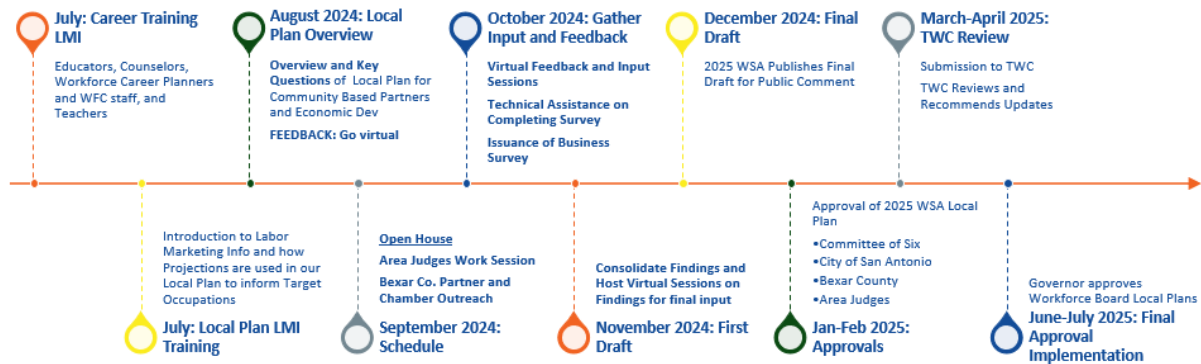 July: Career Training
LMI
Educators, Counselors,
Workforce Career Planners
and WFC staff, and
Teachers
August 2024: Local
Plan Overview
Overview and Key
Questions of Local Plan for
Community Based Partners
and Economic Dev
FEEDBACK: Go virtual
October 2024: Gather
Input and Feedback
Virtual Feedback and Input
Sessions
Technical Assistance on
Completing Survey
Issuance of Business
Survey
December 2024: Final
Draft
2025 WSA Publishes Final
Draft for Public Comment
March-April 2025:
TWC Review
Submission to TWC
TWC Reviews and
Recommends Updates
Introduction to Labor
Marketing Info and how
Projections are used in our
Local Plan to inform Target
Occupations
July: Local Plan LMI
Training
Open House
Area Judges Work Session
Bexar Co. Partner and
Chamber Outreach
September 2024:
Schedule
Consolidate Findings and
Host Virtual Sessions on
Findings for final input
November 2024: First
Draft
Approval of 2025 WSA Local
Plan
•Committee of Six
•City of San Antonio
•Bexar County
•Area Judges
Jan-Feb 2025:
Approvals
Governor approves
Workforce Board Local Plans
June-July 2025: Final
Approval
Implementation